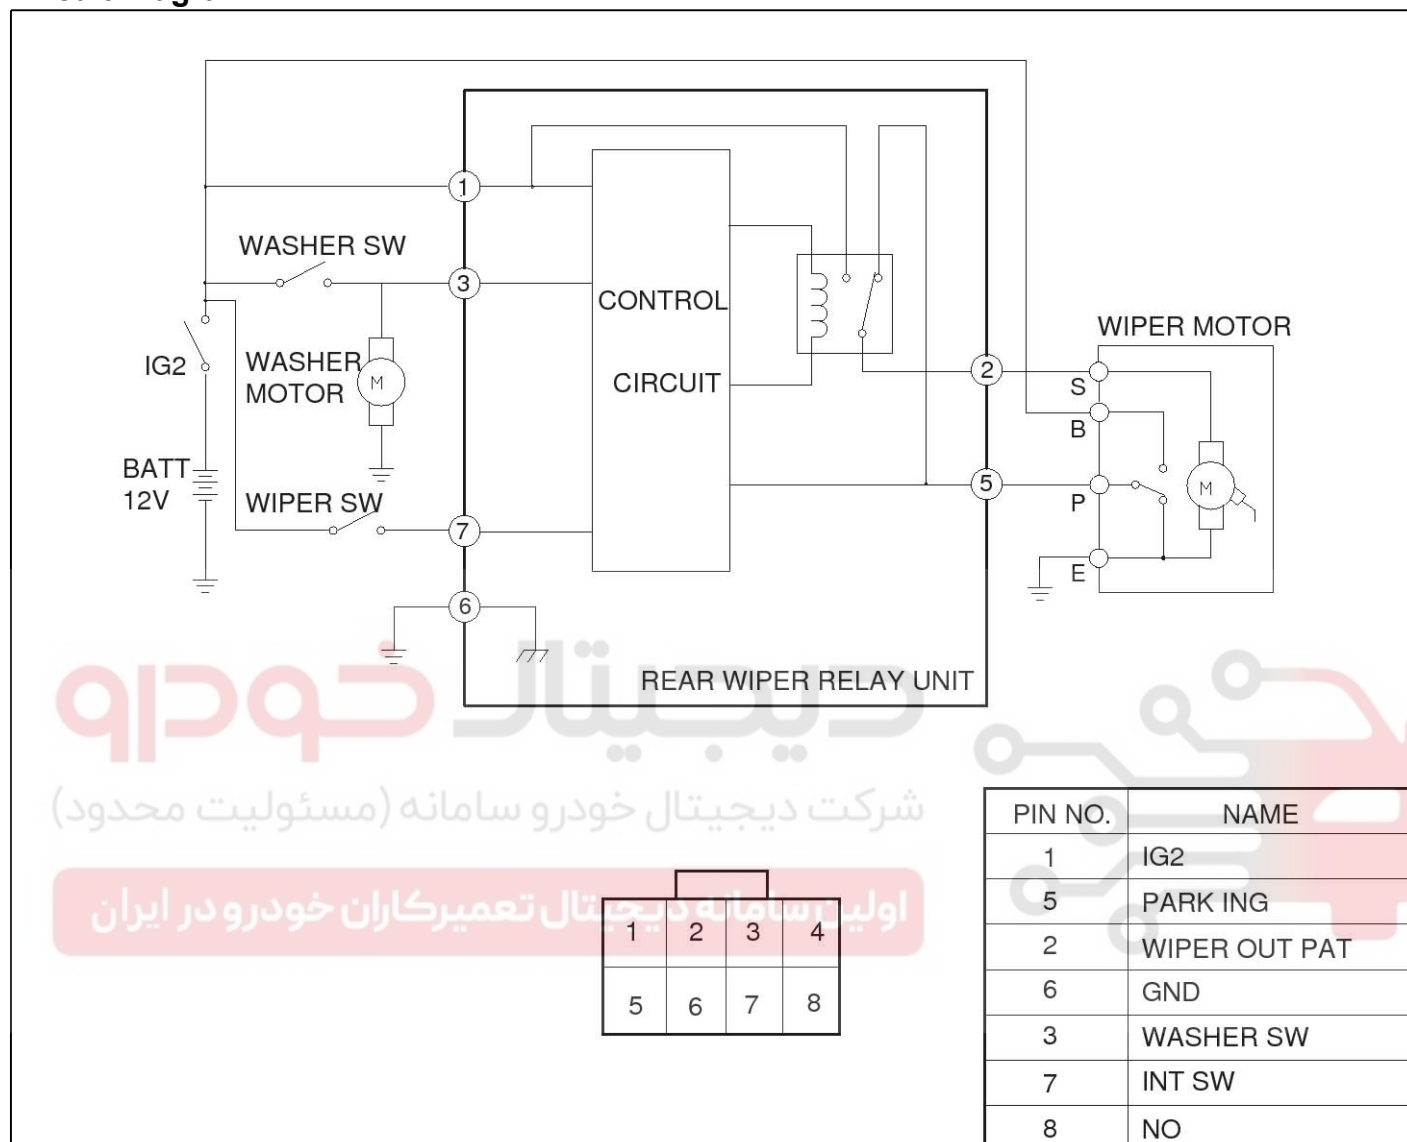 WASHER SW
IG2
WASHER
MOTOR
BATT
12V
WIPER SW
1
3
7
6
CONTROL
CIRCUIT
M
2
5
REAR WIPER RELAY UNIT
WIPER MOTOR
S
B
P
E
M
دیجیتال خودرو
شرکت دیجیتال خودرو سامانه (مسئولیت محدود)
اولین سامانه دیجیتال تعمیرکاران خودرو در ایران
1 2 3 4
5 6 7 8
PIN NO. NAME
1 IG2
5 PARK ING
2 WIPER OUT PAT
6 GND
3 WASHER SW
7 INT SW
8 NO